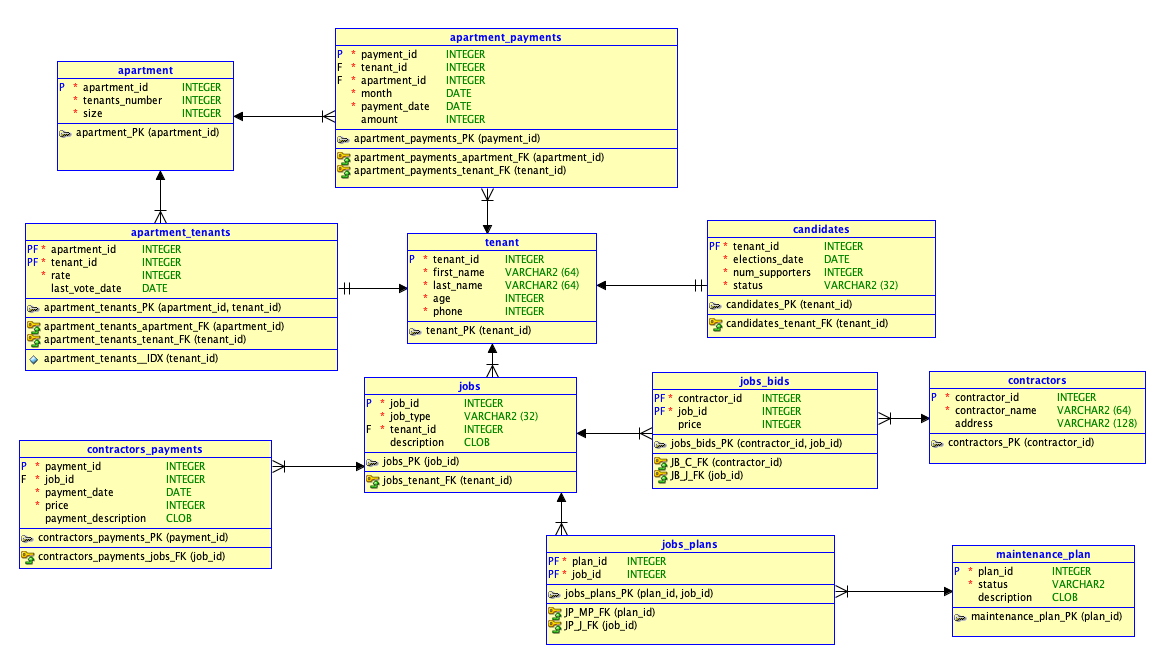 apartment_payments
P * payment_id INTEGER
F * tenant_id INTEGER
F * apartment_id INTEGER
* month DATE
* payment_date DATE
amount INTEGER
apartment_payments_PK (payment_id)
apartment_payments_apartment_FK (apartment_id)
apartment_payments_tenant_FK (tenant_id)
apartment
P * apartment_id INTEGER
* tenants_number INTEGER
* size INTEGER
apartment_PK (apartment_id)
apartment_tenants
PF * apartment_id INTEGER
PF * tenant_id INTEGER
* rate INTEGER
last_vote_date DATE
apartment_tenants_PK (apartment_id, tenant_id)
apartment_tenants_apartment_FK (apartment_id)
apartment_tenants_tenant_FK (tenant_id)
apartment_tenants__IDX (tenant_id)
tenant
P * tenant_id INTEGER
* first_name VARCHAR2 (64)
* last_name VARCHAR2 (64)
* age INTEGER
* phone INTEGER
tenant_PK (tenant_id)
candidates
PF * tenant_id INTEGER
* elections_date DATE
* num_supporters INTEGER
* status VARCHAR2 (32)
candidates_PK (tenant_id)
candidates_tenant_FK (tenant_id)
jobs
P * job_id INTEGER
* job_type VARCHAR2 (32)
F * tenant_id INTEGER
description CLOB
jobs_PK (job_id)
jobs_tenant_FK (tenant_id)
jobs_bids
PF * contractor_id INTEGER
PF * job_id INTEGER
price INTEGER
jobs_bids_PK (contractor_id, job_id)
JB_C_FK (contractor_id)
JB_J_FK (job_id)
contractors
P * contractor_id INTEGER
* contractor_name VARCHAR2 (64)
address VARCHAR2 (128)
contractors_PK (contractor_id)
contractors_payments
P * payment_id INTEGER
F * job_id INTEGER
* payment_date DATE
* price INTEGER
payment_description CLOB
contractors_payments_PK (payment_id)
contractors_payments_jobs_FK (job_id)
jobs_plans
PF * plan_id INTEGER
PF * job_id INTEGER
jobs_plans_PK (plan_id, job_id)
JP_MP_FK (plan_id)
JP_J_FK (job_id)
maintenance_plan
P * plan_id INTEGER
* status VARCHAR2
description CLOB
maintenance_plan_PK (plan_id)